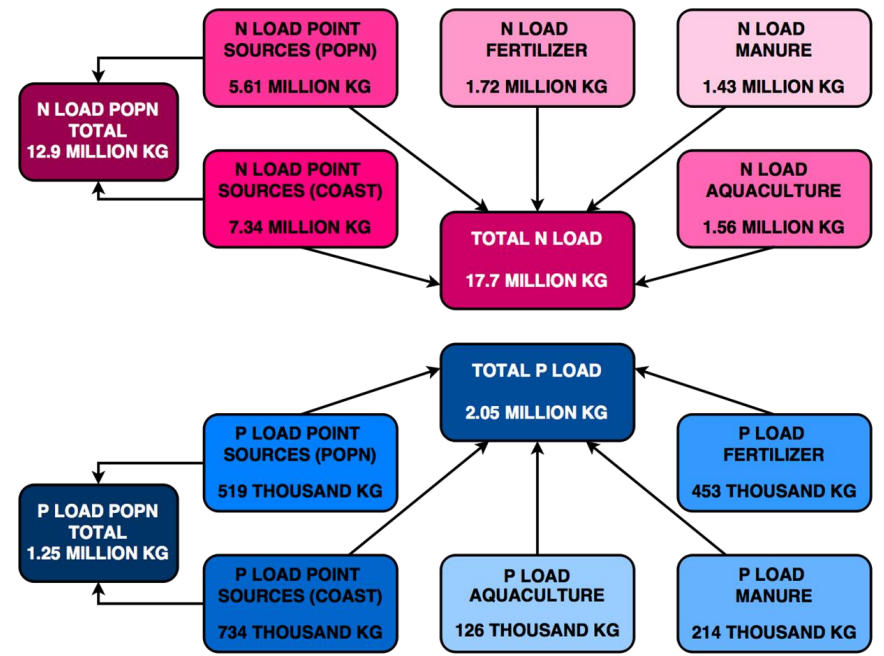 N LOAD POINT
SOURCES (POPN)
5.61 MILLION KG
N LOAD
FERTILIZER
1.72 MILLION KG
N LOAD
MANURE
1.43 MILLION KG
N LOAD POPN
TOTAL
12.9 MILLION KG
N LOAD POINT
SOURCES (COAST)
7.34 MILLION KG
N LOAD
AQUACULTURE
1.56 MILLION KG
TOTAL N LOAD
17.7 MILLION KG
TOTAL P LOAD
2.05 MILLION KG
P LOAD POINT
SOURCES (POPN)
519 THOUSAND KG
P LOAD
FERTILIZER
453 THOUSAND KG
P LOAD POPN
TOTAL
1.25 MILLION KG
P LOAD POINT
SOURCES (COAST)
734 THOUSAND KG
P LOAD
AQUACULTURE
126 THOUSAND KG
P LOAD
MANURE
214 THOUSAND KG